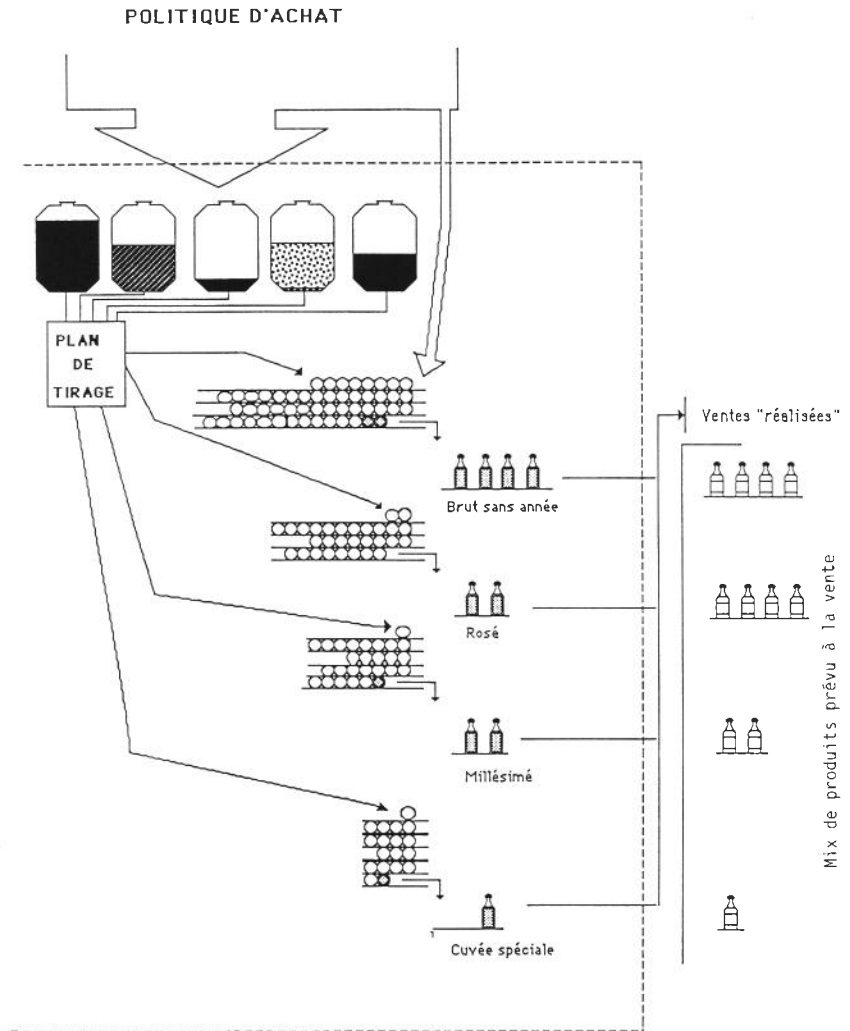 POLITIQUE D'ACHAT
PLAN
DE
TIRAGE
Ventes "réalisées"
Brut sans année
Rosé
Millésimé
Cuvée spéciale
Mix de produits prévu à la vente